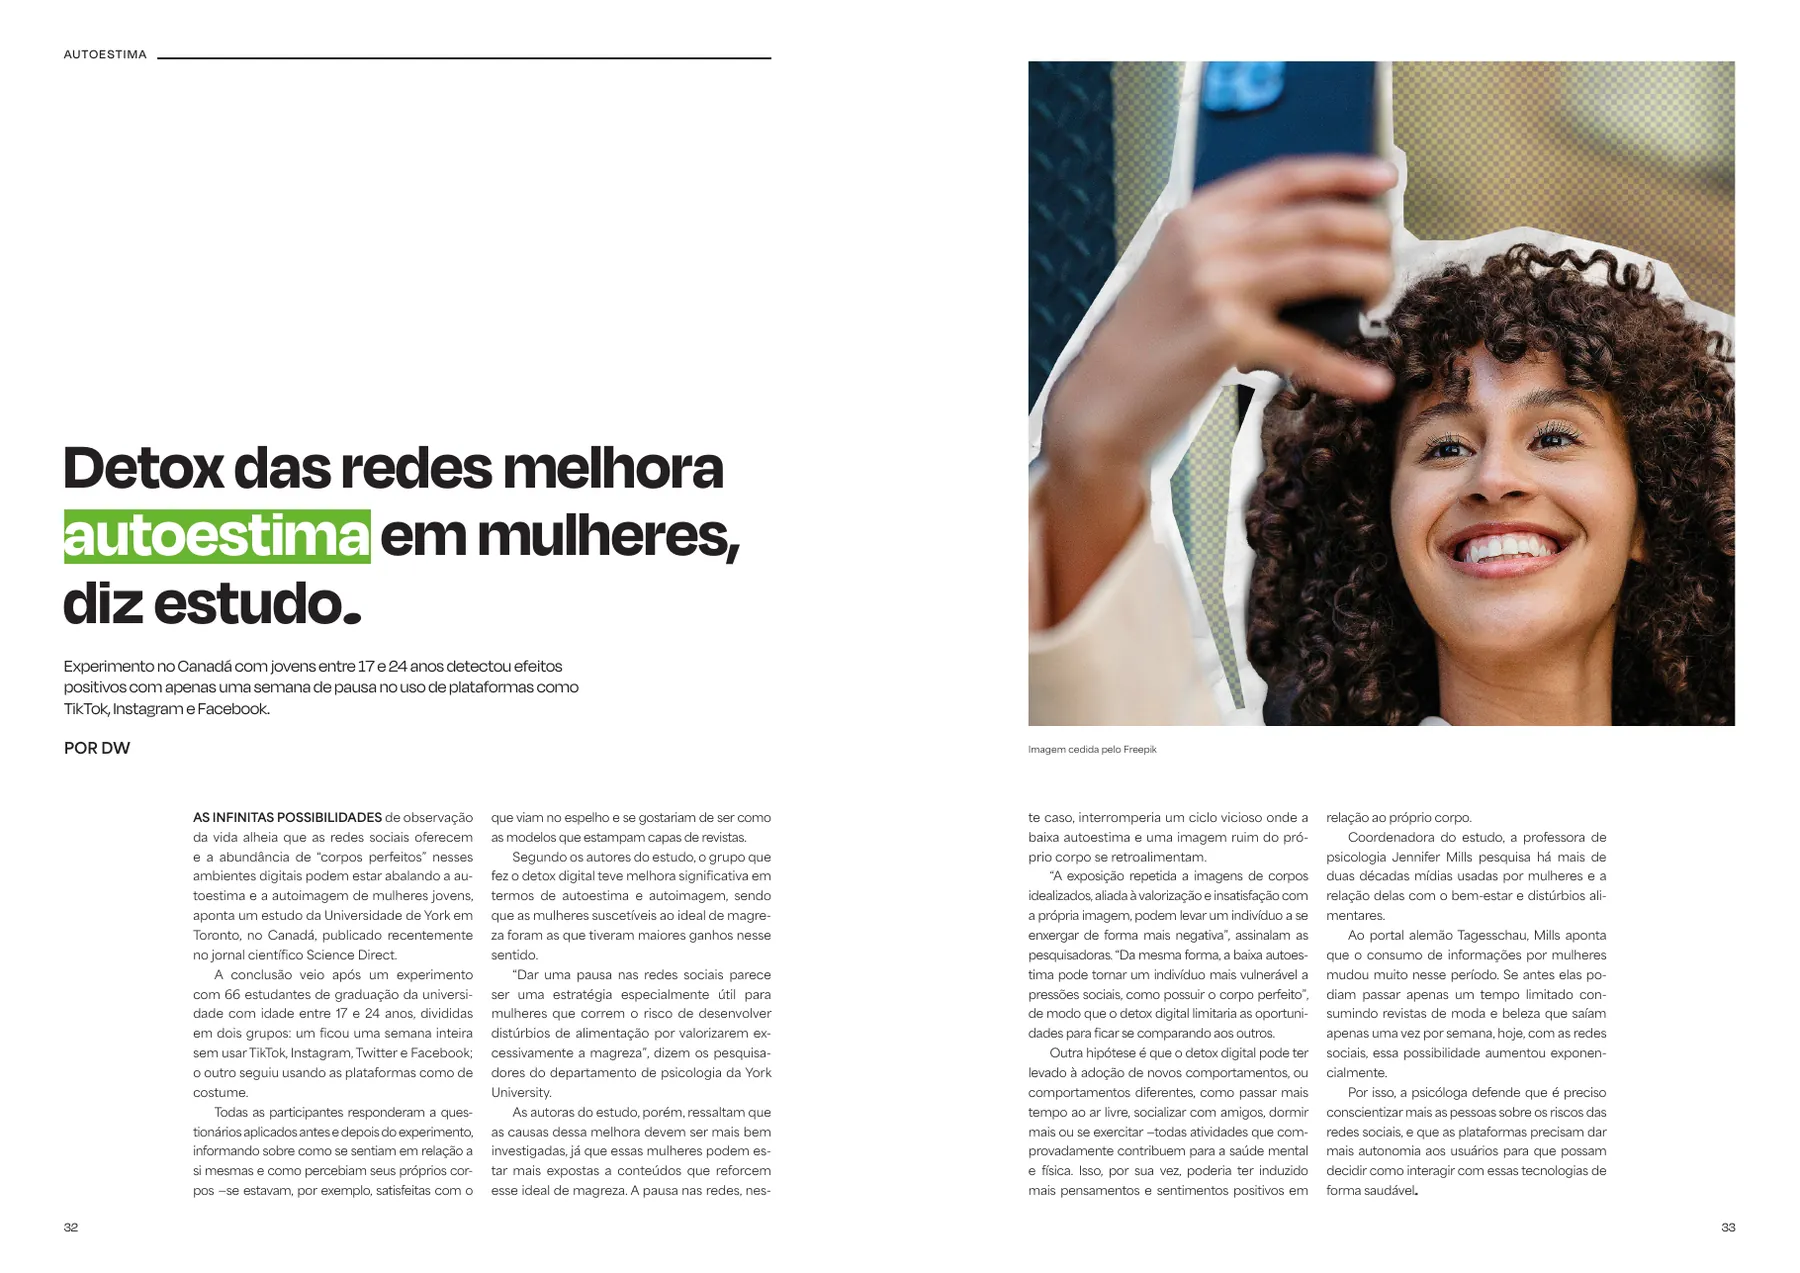 AUTOESTIMA
Detox das redes melhora
autoestima em mulheres,
diz estudo.
Experimento no Canadá com jovens entre 17 e 24 anos detectou efeitos
positivos com apenas uma semana de pausa no uso de plataformas como
TikTok, Instagram e Facebook.
POR DW
AS INFINITAS POSSIBILIDADES de observação
da vida alheia que as redes sociais oferecem
e a abundância de “corpos perfeitos” nesses
ambientes digitais podem estar abalando a au-
toestima e a autoimagem de mulheres jovens,
aponta um estudo da Universidade de York em
Toronto, no Canadá, publicado recentemente
no jornal científico Science Direct.
A conclusão veio após um experimento
com 66 estudantes de graduação da universi-
dade com idade entre 17 e 24 anos, divididas
em dois grupos: um ficou uma semana inteira
sem usar TikTok, Instagram, Twitter e Facebook;
o outro seguiu usando as plataformas como de
costume.
Todas as participantes responderam a ques-
tionários aplicados antes e depois do experimento,
informando sobre como se sentiam em relação a
si mesmas e como percebiam seus próprios cor-
pos –se estavam, por exemplo, satisfeitas com o
que viam no espelho e se gostariam de ser como
as modelos que estampam capas de revistas.
Segundo os autores do estudo, o grupo que
fez o detox digital teve melhora significativa em
termos de autoestima e autoimagem, sendo
que as mulheres suscetíveis ao ideal de magre-
za foram as que tiveram maiores ganhos nesse
sentido.
“Dar uma pausa nas redes sociais parece
ser uma estratégia especialmente útil para
mulheres que correm o risco de desenvolver
distúrbios de alimentação por valorizarem ex-
cessivamente a magreza”, dizem os pesquisa-
dores do departamento de psicologia da York
University.
As autoras do estudo, porém, ressaltam que
as causas dessa melhora devem ser mais bem
investigadas, já que essas mulheres podem es-
tar mais expostas a conteúdos que reforcem
esse ideal de magreza. A pausa nas redes, nes-
32
Imagem cedida pelo Freepik
te caso, interromperia um ciclo vicioso onde a
baixa autoestima e uma imagem ruim do pró-
prio corpo se retroalimentam.
“A exposição repetida a imagens de corpos
idealizados, aliada à valorização e insatisfação com
a própria imagem, podem levar um indivíduo a se
enxergar de forma mais negativa”, assinalam as
pesquisadoras. “Da mesma forma, a baixa autoes-
tima pode tornar um indivíduo mais vulnerável a
pressões sociais, como possuir o corpo perfeito”,
de modo que o detox digital limitaria as oportuni-
dades para ficar se comparando aos outros.
Outra hipótese é que o detox digital pode ter
levado à adoção de novos comportamentos, ou
comportamentos diferentes, como passar mais
tempo ao ar livre, socializar com amigos, dormir
mais ou se exercitar –todas atividades que com-
provadamente contribuem para a saúde mental
e física. Isso, por sua vez, poderia ter induzido
mais pensamentos e sentimentos positivos em
relação ao próprio corpo.
Coordenadora do estudo, a professora de
psicologia Jennifer Mills pesquisa há mais de
duas décadas mídias usadas por mulheres e a
relação delas com o bem-estar e distúrbios ali-
mentares.
Ao portal alemão Tagesschau, Mills aponta
que o consumo de informações por mulheres
mudou muito nesse período. Se antes elas po-
diam passar apenas um tempo limitado con-
sumindo revistas de moda e beleza que saíam
apenas uma vez por semana, hoje, com as redes
sociais, essa possibilidade aumentou exponen-
cialmente.
Por isso, a psicóloga defende que é preciso
conscientizar mais as pessoas sobre os riscos das
redes sociais, e que as plataformas precisam dar
mais autonomia aos usuários para que possam
decidir como interagir com essas tecnologias de
forma saudável.
33